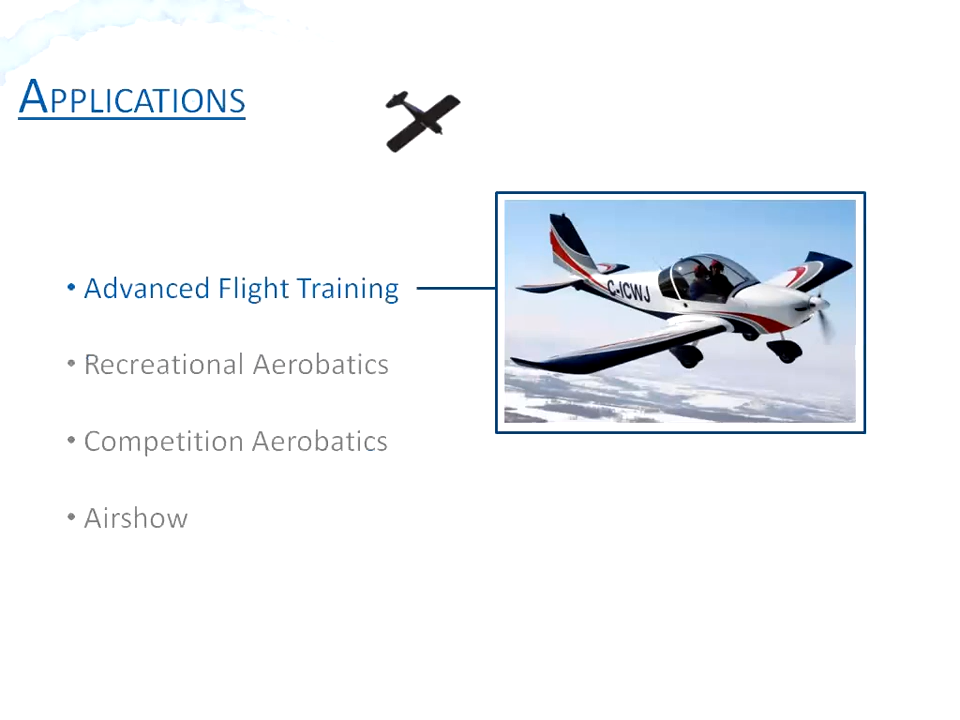 APPLICATIONS
• Advanced Flight Training
C-ICWJ
• Recreational Aerobatics
• Competition Aerobatics
• Airshow